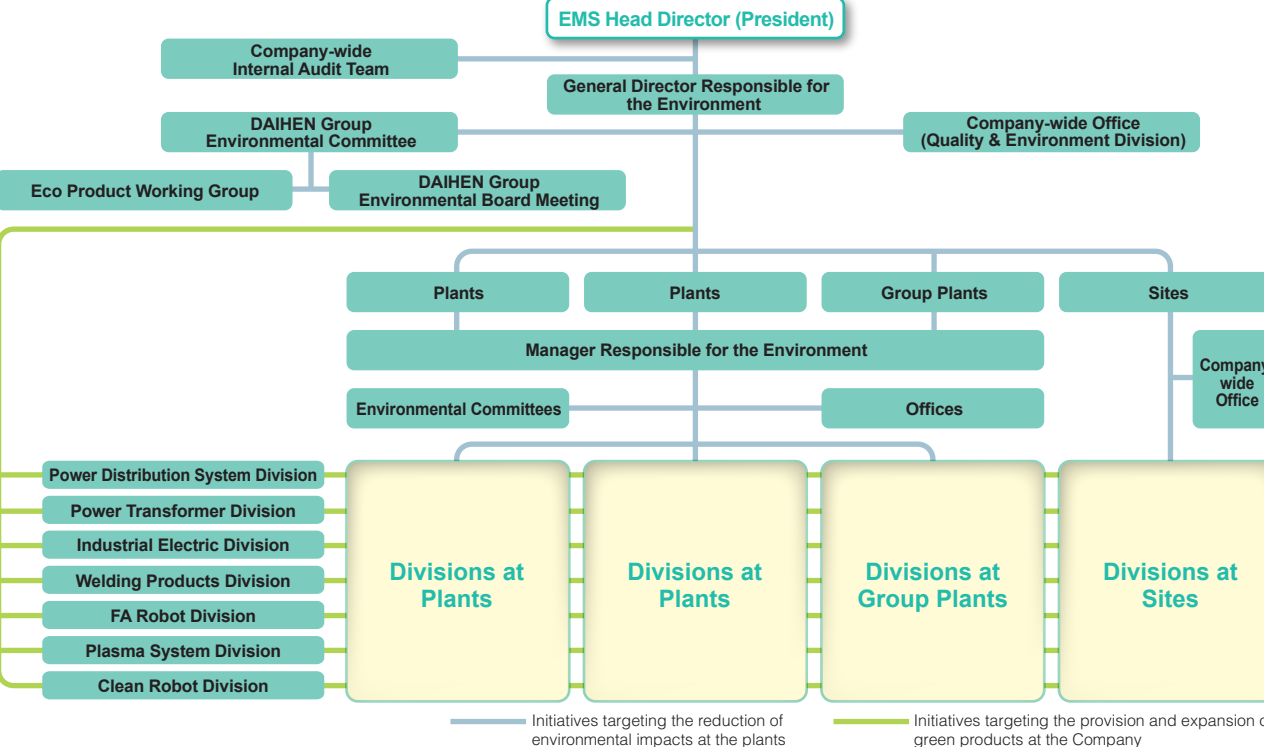 EMS Head Director (President)
Company-wide
Internal Audit Team
General Director Responsible for
the Environment
DAIHEN Group
Environmental Committee
Company-wide Office
(Quality & Environment Division)
Eco Product Working Group
DAIHEN Group
Environmental Board Meeting
Plants
Plants
Group Plants
Sites
Manager Responsible for the Environment
Company-
wide
Office
Environmental Committees
Offices
Power Distribution System Division
Power Transformer Division
Industrial Electric Division
Welding Products Division
FA Robot Division
Plasma System Division
Clean Robot Division
Divisions at
Plants
Divisions at
Plants
Divisions at
Group Plants
Divisions at
Sites
Initiatives targeting the reduction of
environmental impacts at the plants
Initiatives targeting the provision and expansion
green products at the Company